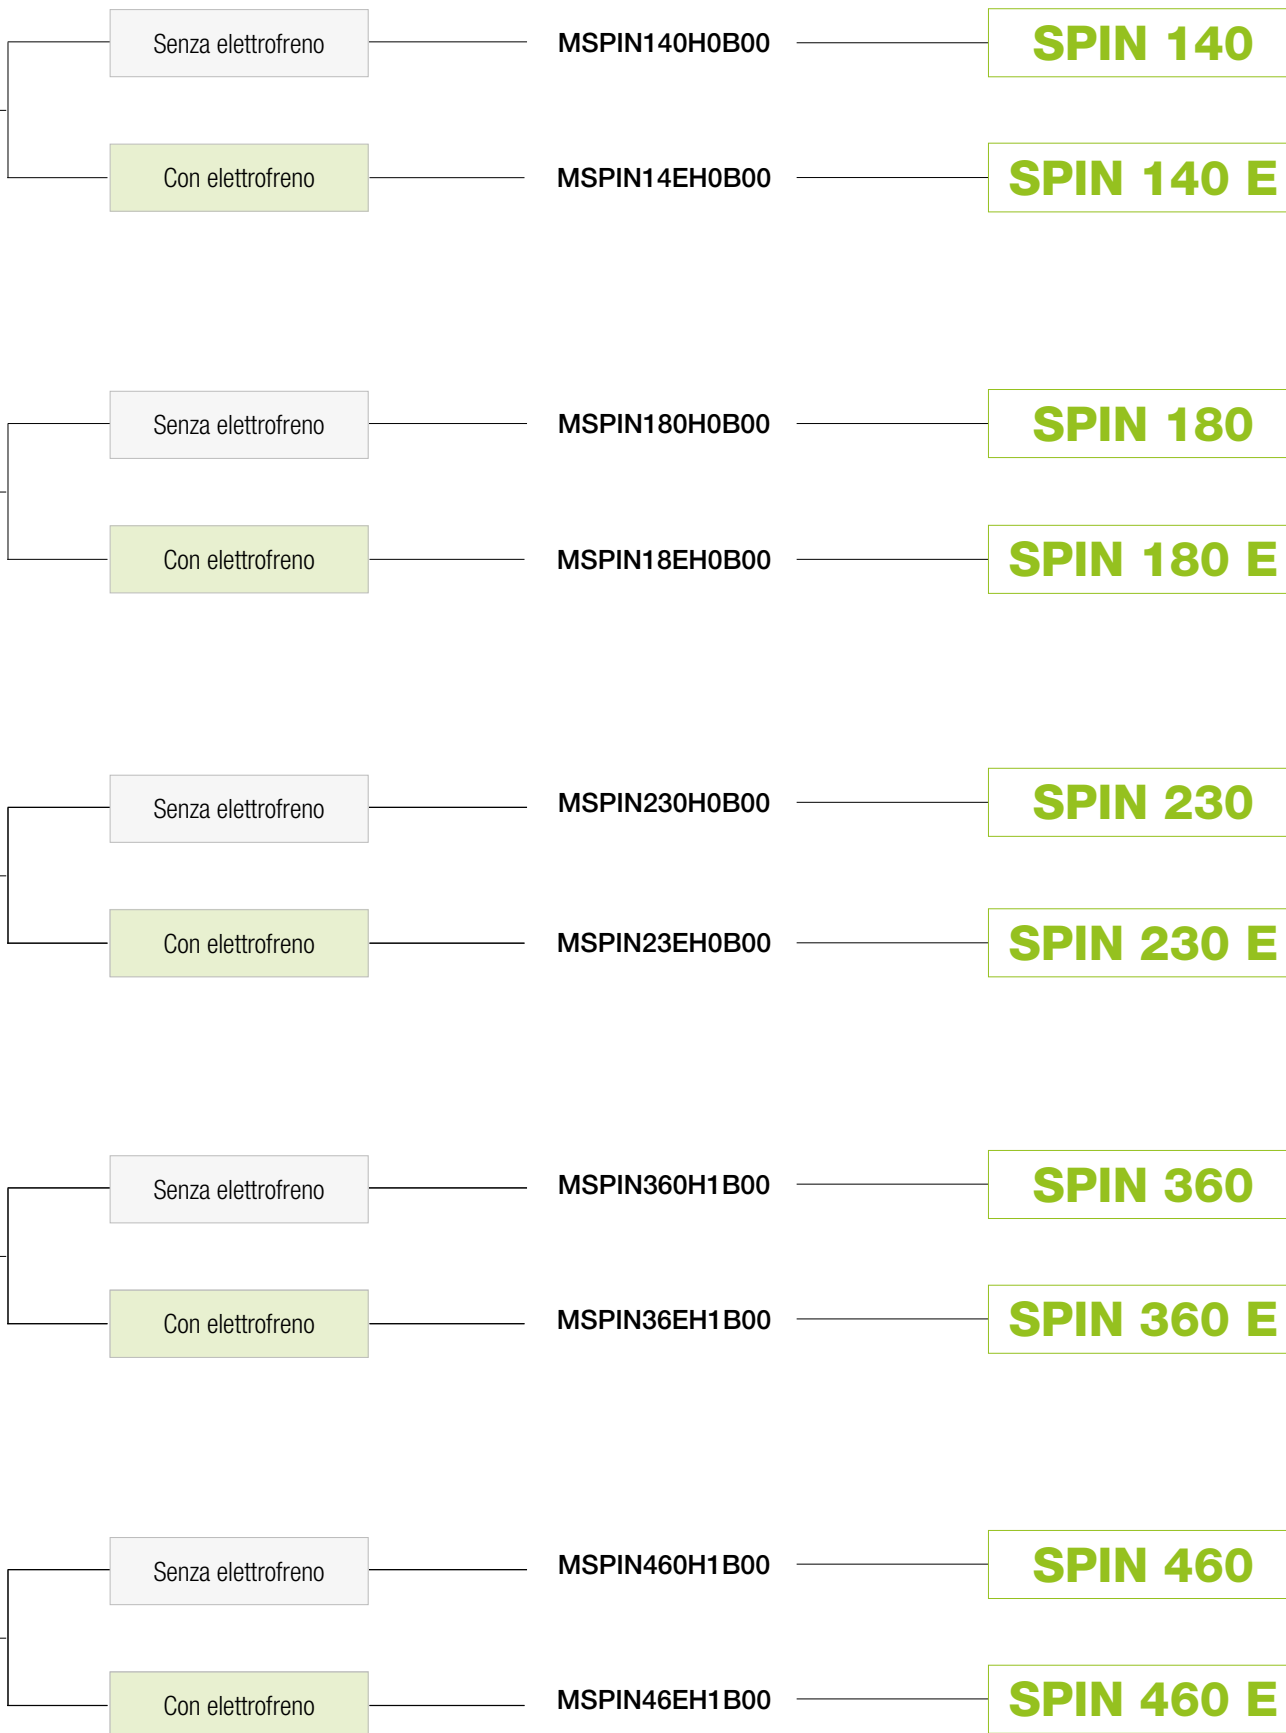 Senza elettrofreno MSPIN140H0B00 SPIN 140
Con elettrofreno MSPIN14EH0B00 SPIN 140 E
Senza elettrofreno MSPIN180H0B00 SPIN 180
Con elettrofreno MSPIN18EH0B00 SPIN 180 E
Senza elettrofreno MSPIN230H0B00 SPIN 230
Con elettrofreno MSPIN23EH0B00 SPIN 230 E
Senza elettrofreno MSPIN360H1B00 SPIN 360
Con elettrofreno MSPIN36EH1B00 SPIN 360 E
Senza elettrofreno MSPIN460H1B00 SPIN 460
Con elettrofreno MSPIN46EH1B00 SPIN 460 E